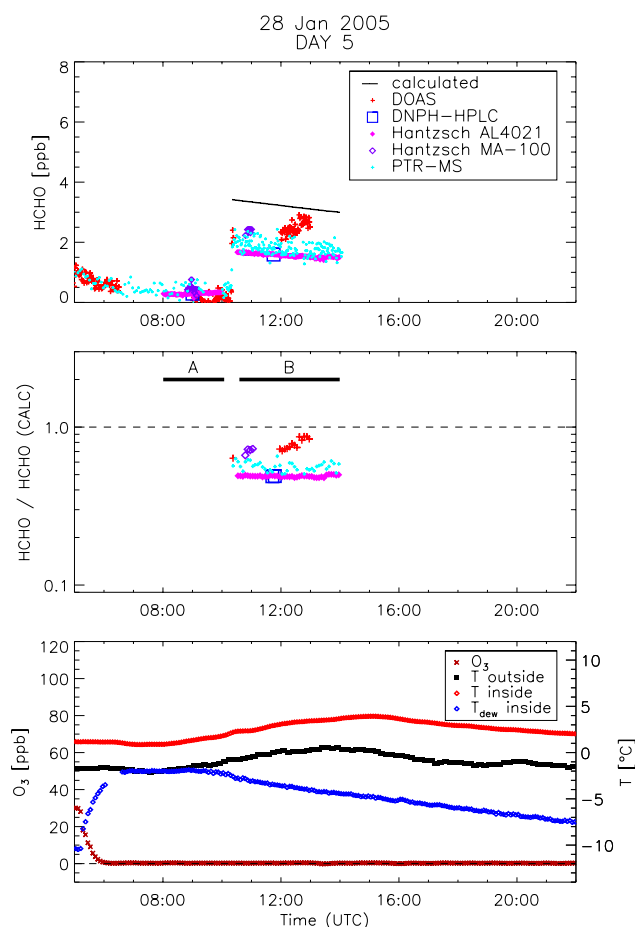 28 Jan 2005
DAY 5
HCHO [ppb]
8
6
4
2
0
calculated
DOAS
DNPH-HPLC
Hantzsch AL4021
Hantzsch MA-100
PTR-MS
08:00 12:00 16:00 20:00
HCHO / HCHO (CALC)
A B
1.0
0.1
08:00 12:00 16:00 20:00
O3 [ppb]
120
100
80
60
40
20
0
O3
T outside
T inside
Tdew inside
10
5
0
-5
-10
T [°C]
08:00 12:00 16:00 20:00
Time (UTC)